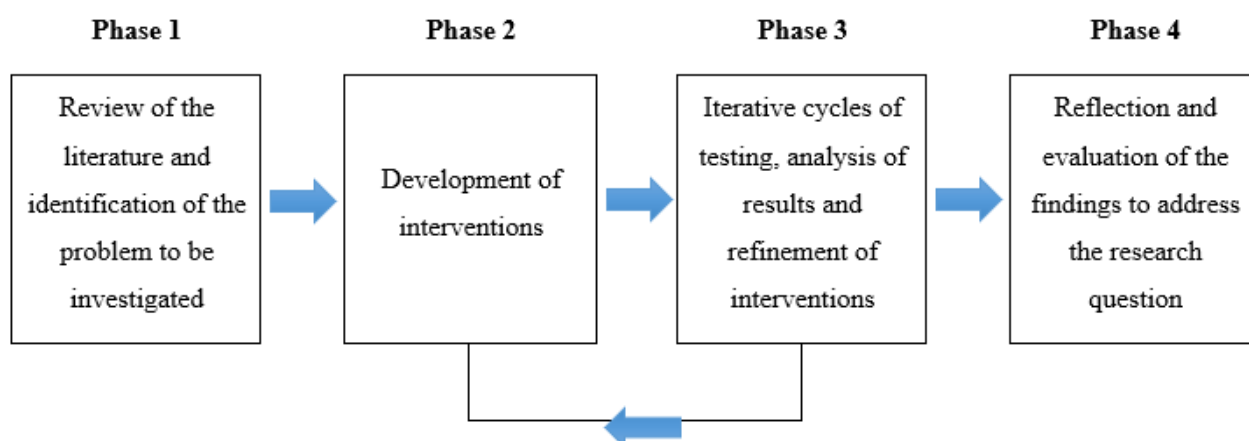 Phase 1
Review of the
literature and
identification of the
problem to be
investigated
Phase 2
Development of
interventions
Phase 3
Iterative cycles of
testing, analysis of
results and
refinement of
interventions
Phase 4
Reflection and
evaluation of the
findings to address
the research
question